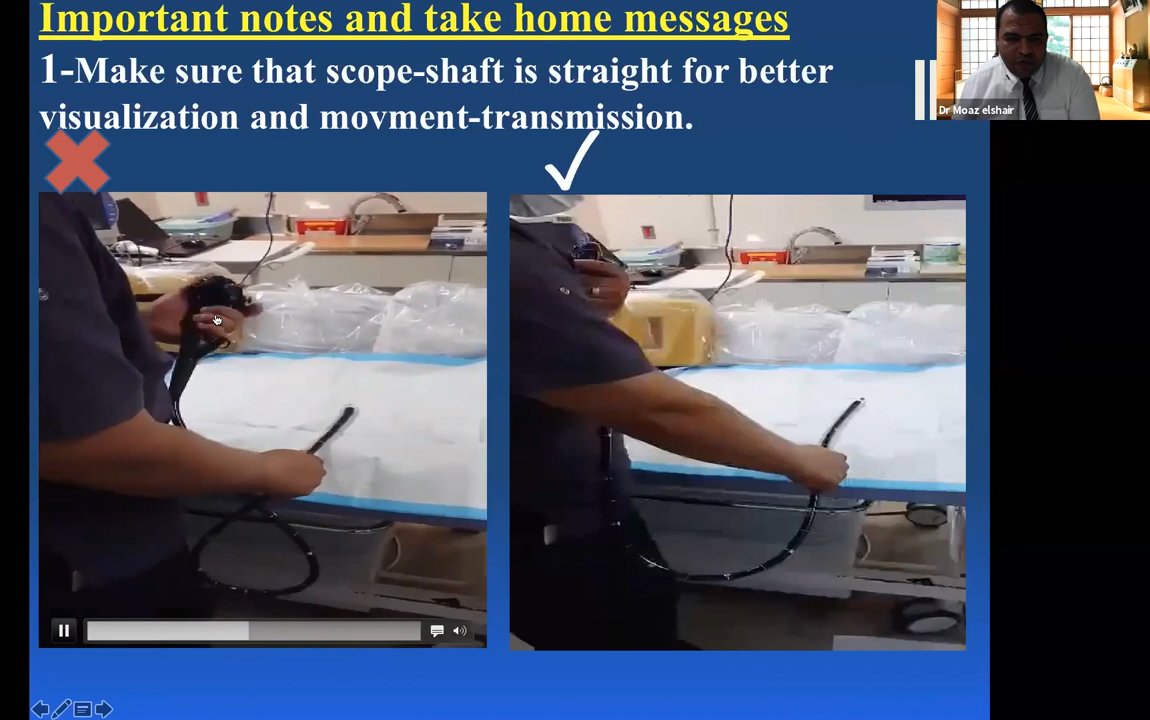 Important notes and take home messages
1-Make sure that scope-shaft is straight for better
visualization and movment-transmission.
Dr Moaz elshair